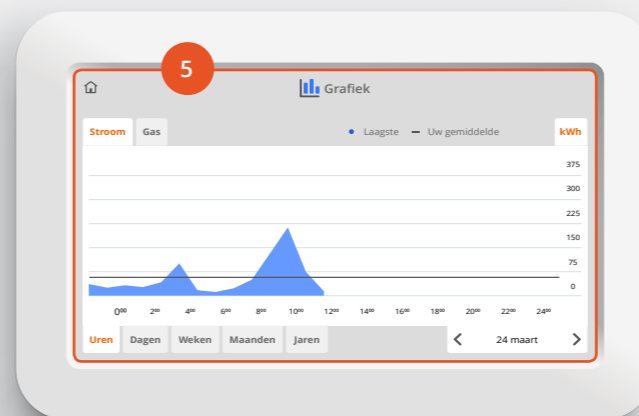 5
Grafiek
Stroom Gas Laagste Uw gemiddelde kWh
375
300
225
150
75
0
0⁰⁰ 2⁰⁰ 4⁰⁰ 6⁰⁰ 8⁰⁰ 10⁰⁰ 12⁰⁰ 14⁰⁰ 16⁰⁰ 18⁰⁰ 20⁰⁰ 22⁰⁰ 24⁰⁰
Uren Dagen Weken Maanden Jaren 24 maart